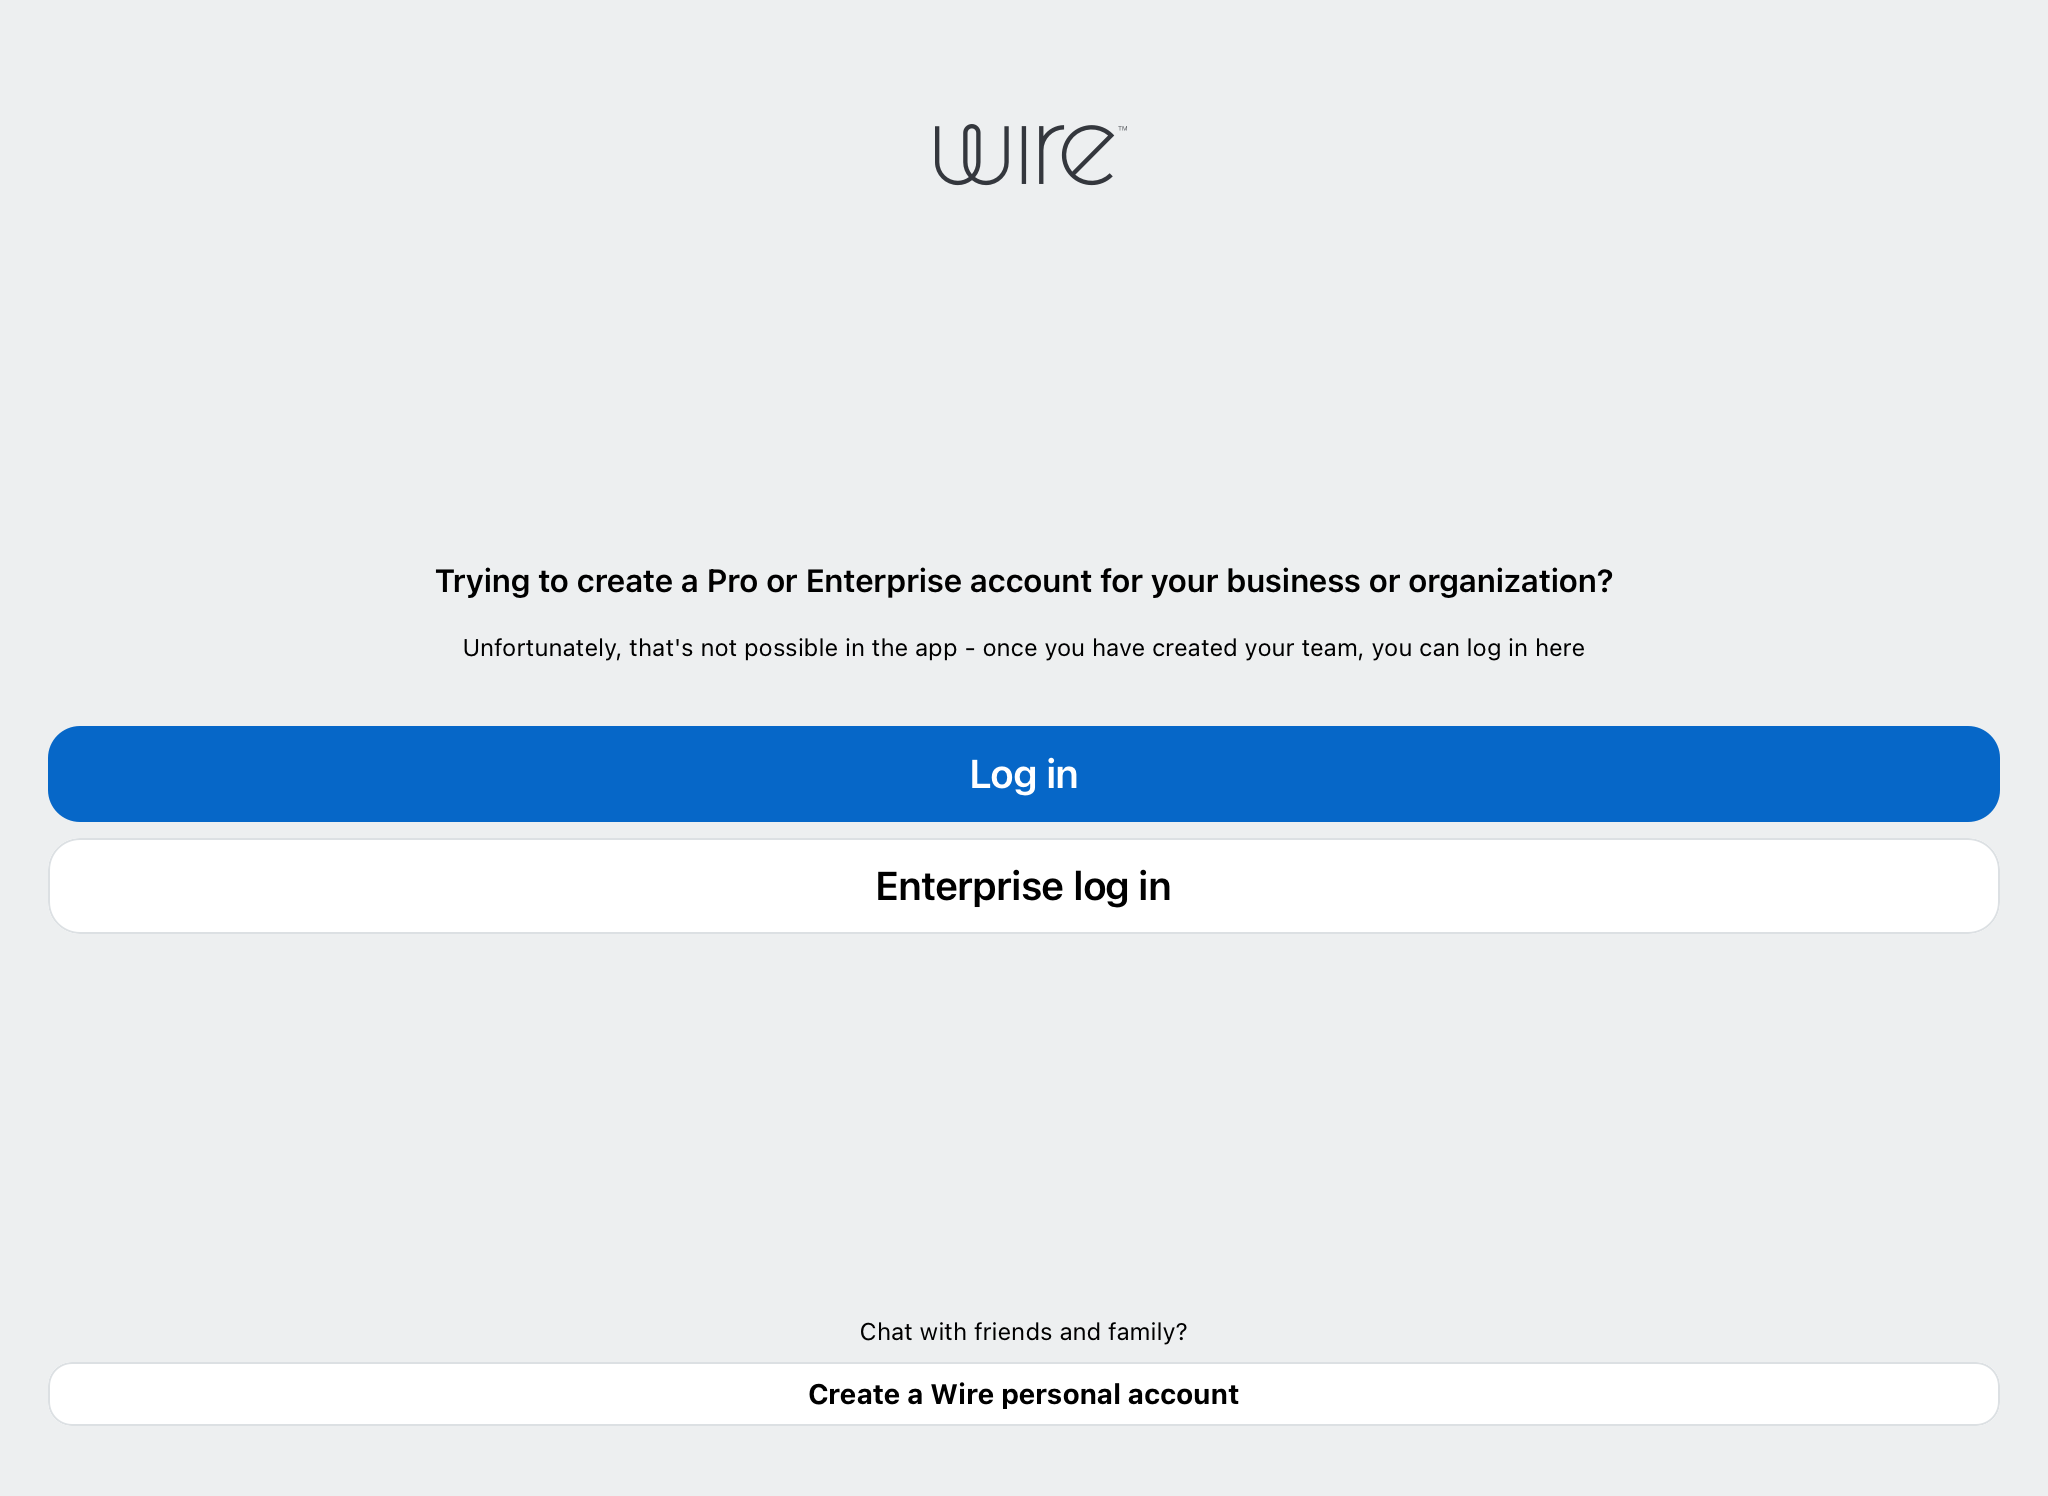 wire™
Trying to create a Pro or Enterprise account for your business or organization?
Unfortunately, that's not possible in the app - once you have created your team, you can log in here
Log in
Enterprise log in
Chat with friends and family?
Create a Wire personal account